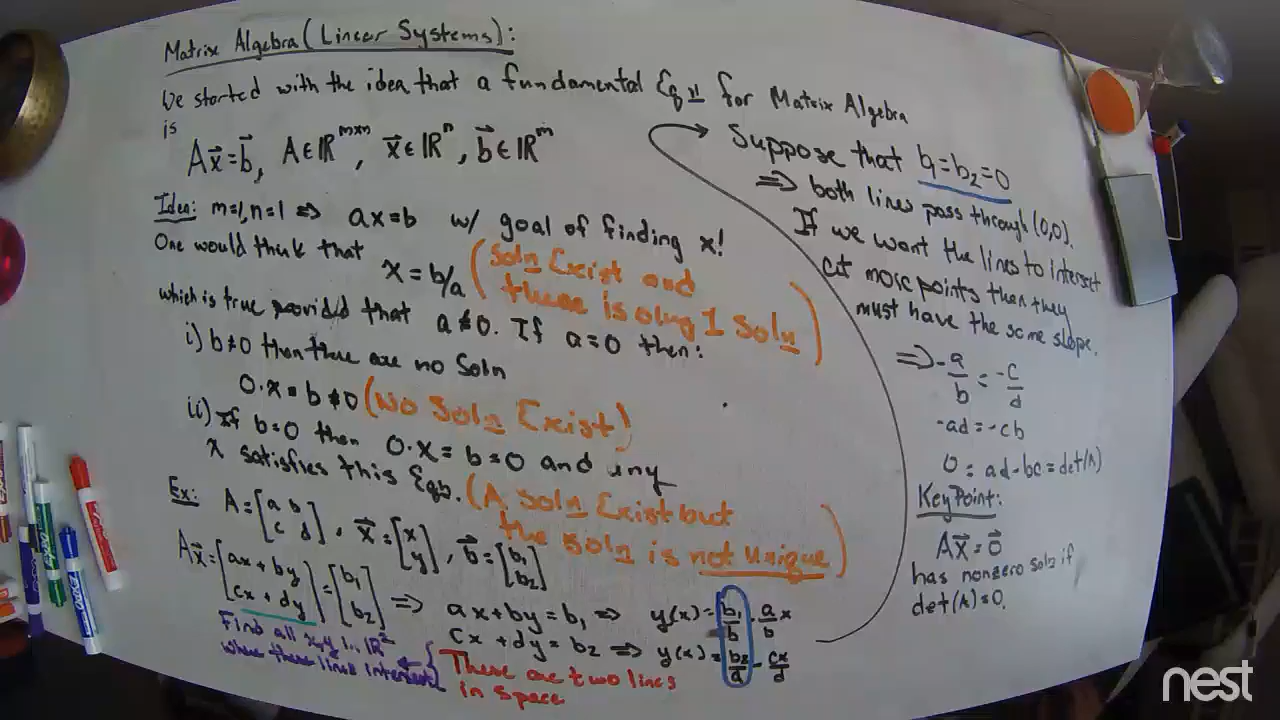 Matrix Algebra (Linear Systems):
We started with the idea that a fundamental Eqn for Matrix Algebra
is
Ax⃗=b⃗, A∈ℝ^{m×n}, x⃗∈ℝ^n, b⃗∈ℝ^m
Idea: m=1, n=1 ⇒ ax=b w/ goal of finding x!
One would think that
x = b/a (Soln Exist and
there is only 1 Soln)
which is true provided that a≠0. If a=0 then:
i) b≠0 then there are no Soln
0·x = b≠0 (No Soln Exist)
ii) If b=0 then 0·x = b=0 and any
x satisfies this Eqn. (A soln Exist but
the soln is not unique)
Ex: A=[a b; c d], x⃗=[x; y], b⃗=[b₁; b₂]
Ax⃗=[ax+by; cx+dy]=[b₁; b₂] ⇒ ax+by=b₁ ⇒ y(x)=b₁/b - a/b x
cx+dy=b₂ ⇒ y(x)=b₂/d - cx/d
Find all x,y in ℝ²
where these lines intersect
These are two lines
in space
Suppose that b₁=b₂=0
⇒ both lines pass through (0,0).
If we want the lines to intersect
at more points then they
must have the same slope.
⇒ -a/b = -c/d
-ad=-cb
0=ad-bc=det(A)
Key Point:
Ax⃗=0⃗
has nonzero soln if
det(A)=0.
nest